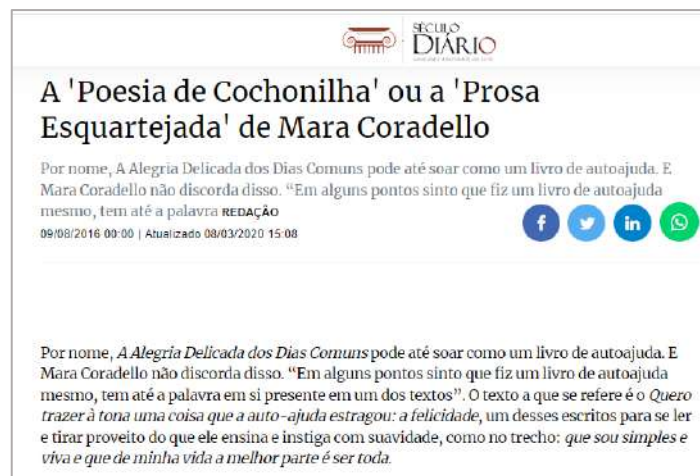 SÉCULO
DIÁRIO
A 'Poesia de Cochonilha' ou a 'Prosa
Esquartejada' de Mara Coradello
Por nome, A Alegria Delicada dos Dias Comuns pode até soar como um livro de autoajuda. E
Mara Coradello não discorda disso. “Em alguns pontos sinto que fiz um livro de autoajuda
mesmo, tem até a palavra REDAÇÃO
09/08/2016 00:00 | Atualizado 08/03/2020 15:08
Por nome, A Alegria Delicada dos Dias Comuns pode até soar como um livro de autoajuda. E
Mara Coradello não discorda disso. “Em alguns pontos sinto que fiz um livro de autoajuda
mesmo, tem até a palavra em si presente em um dos textos”. O texto a que se refere é o Quero
trazer à tona uma coisa que a auto-ajuda estragou: a felicidade, um desses escritos para se ler
e tirar proveito do que ele ensina e instiga com suavidade, como no trecho: que sou simples e
viva e que de minha vida a melhor parte é ser toda.